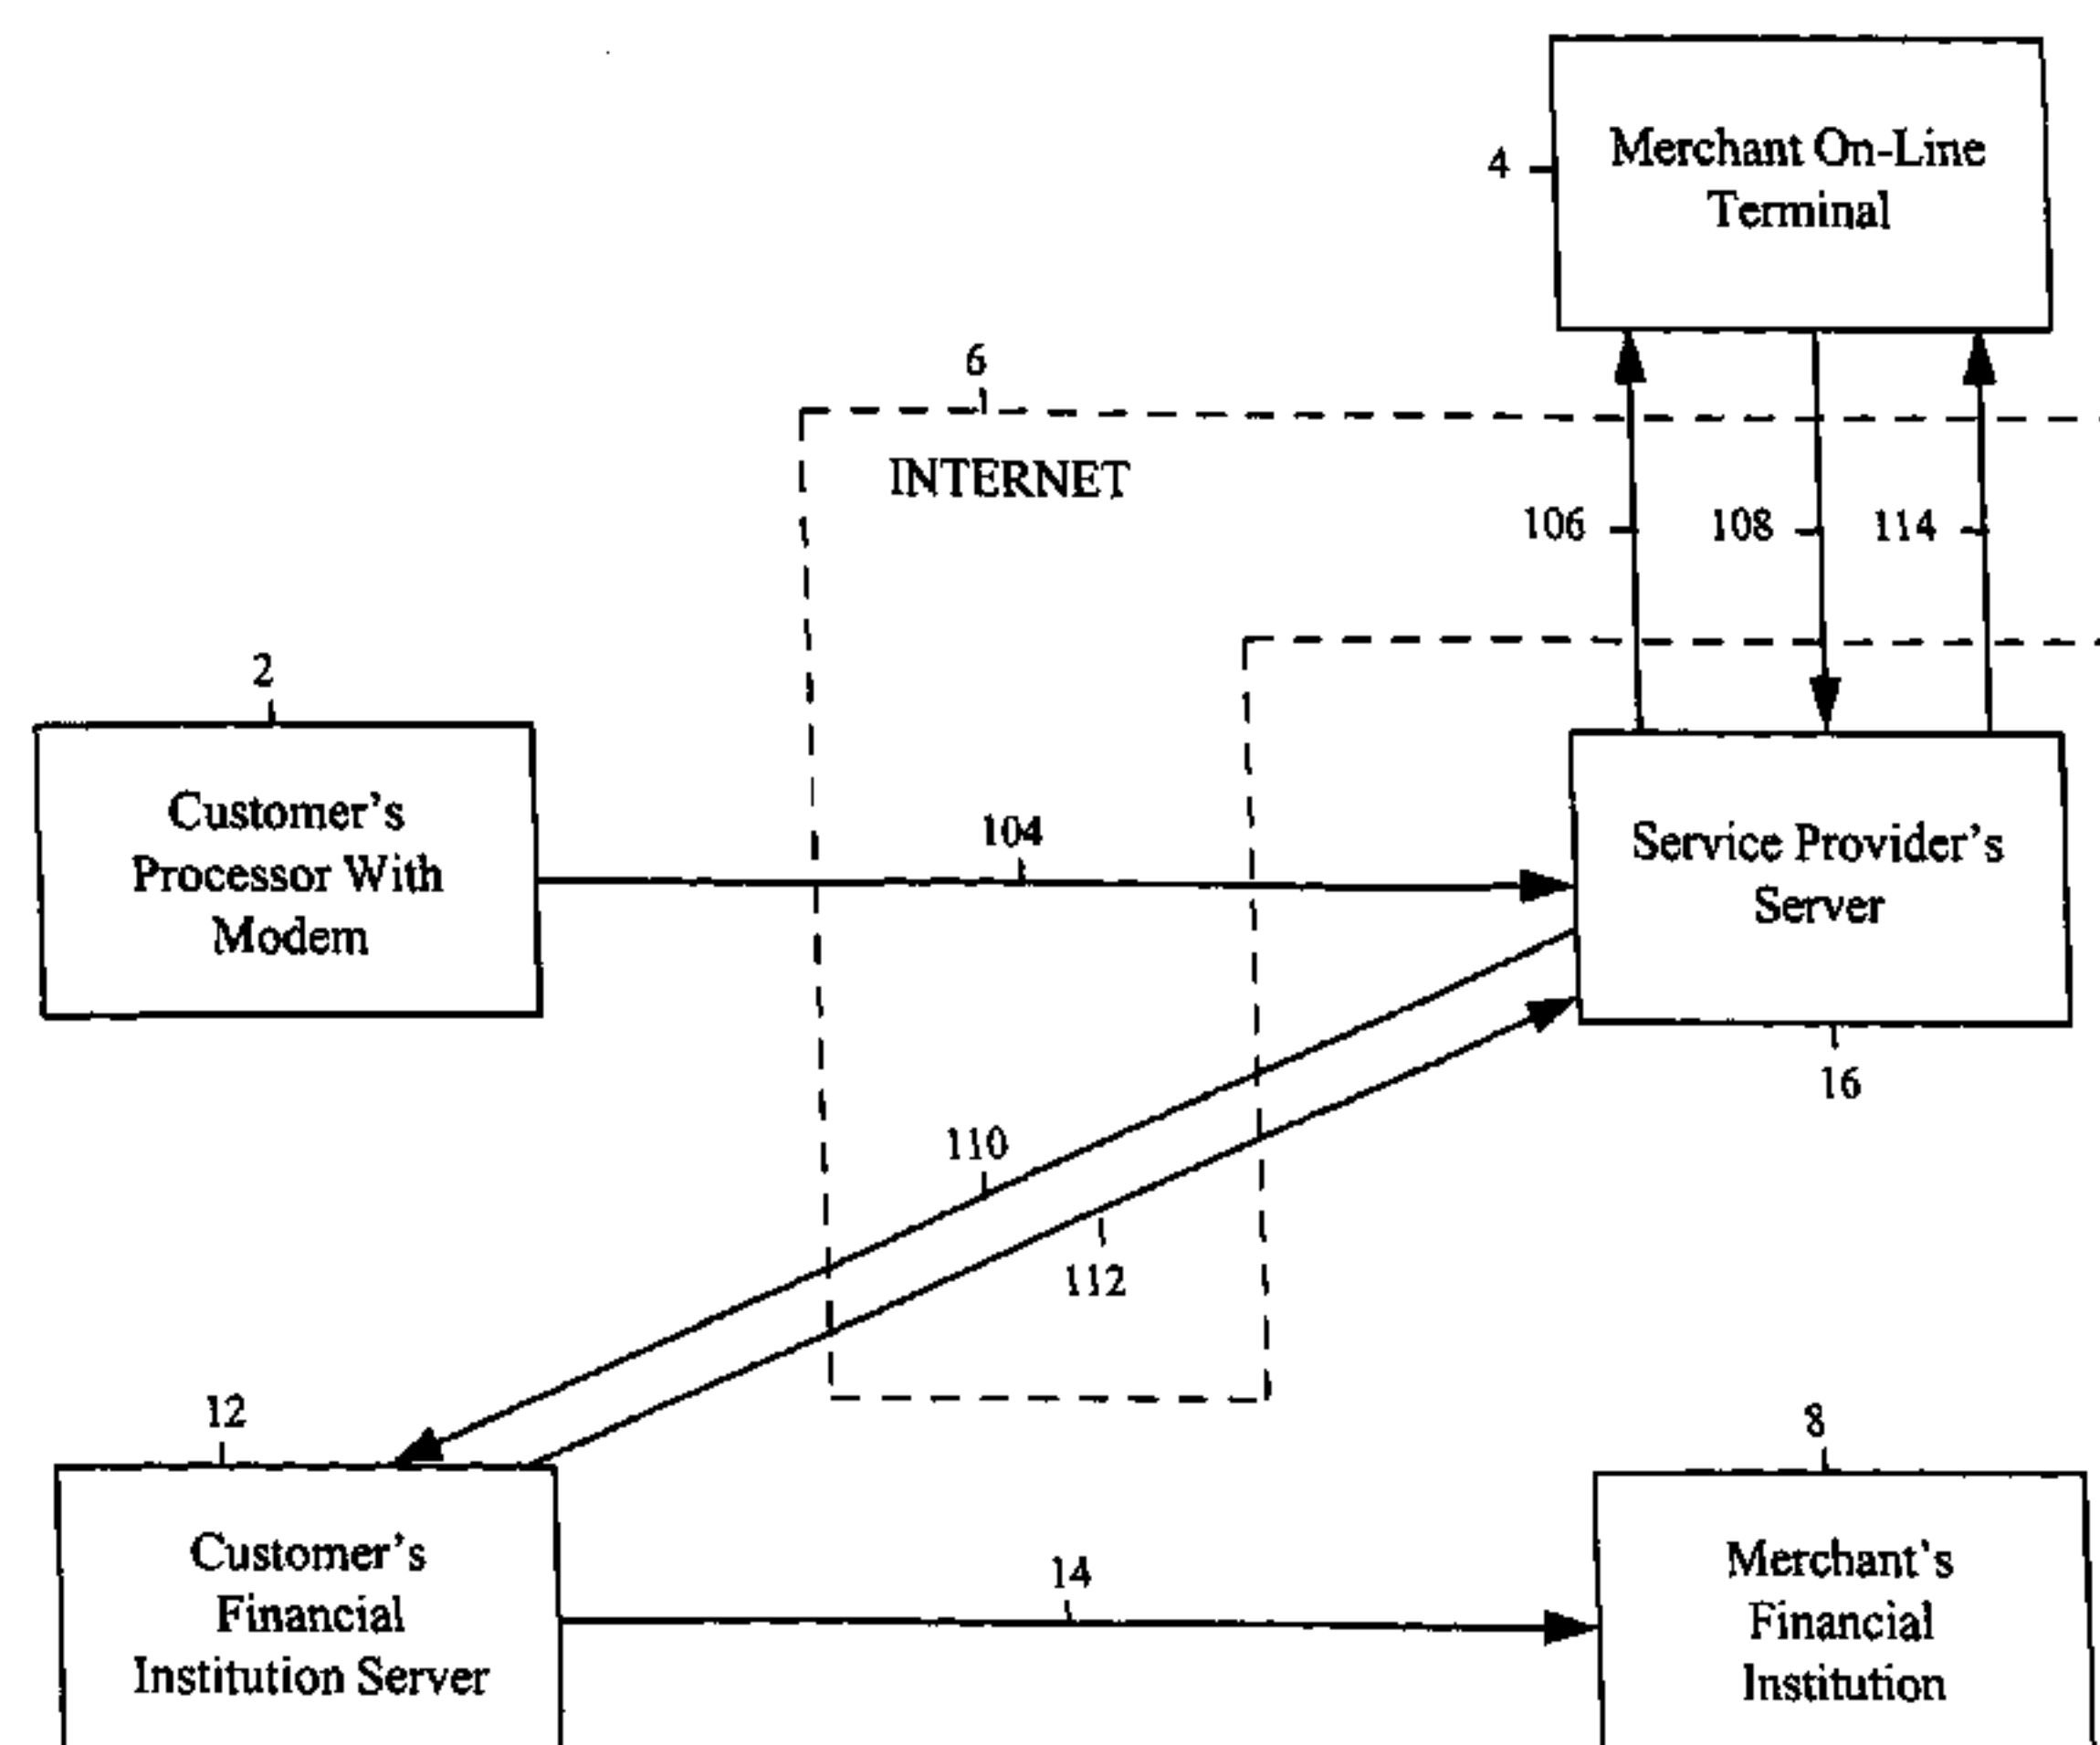 4
Merchant On-Line
Terminal
6
INTERNET
106
108
114
2
Customer's
Processor With
Modem
104
Service Provider's
Server
16
110
112
12
Customer's
Financial
Institution Server
14
8
Merchant's
Financial
Institution